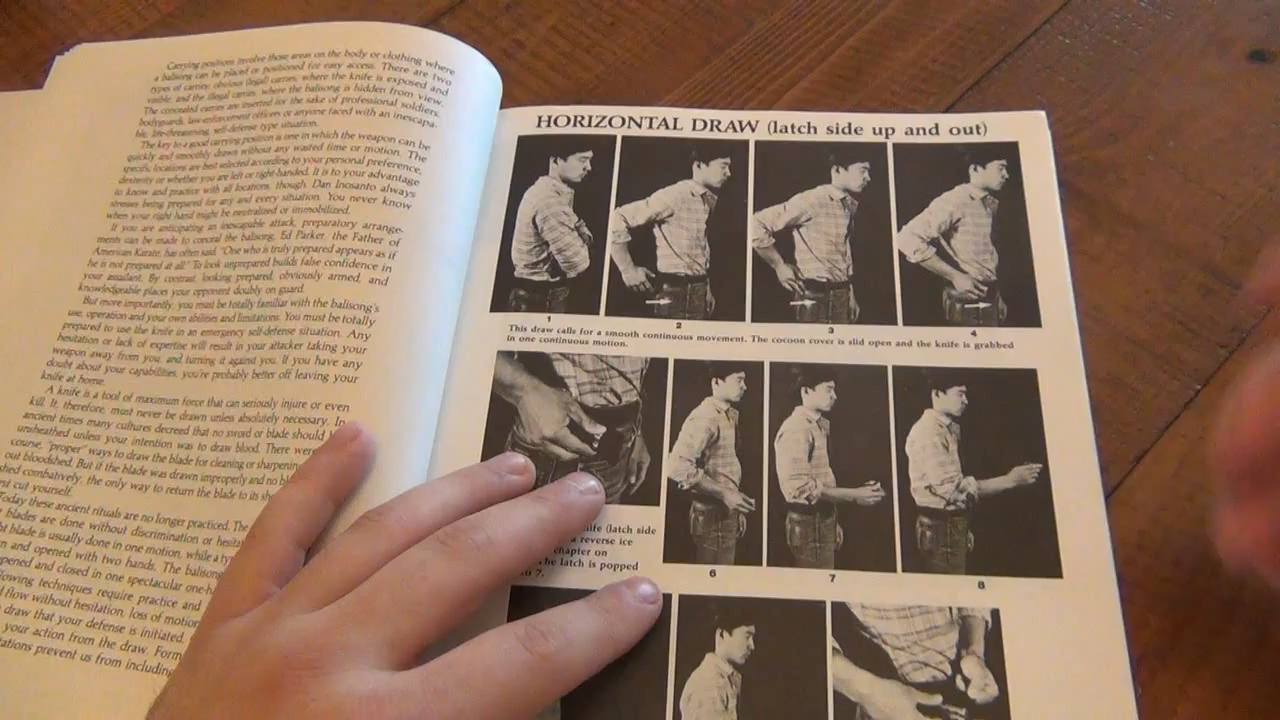 Carrying positions involve those areas on the body or clothing where
a balisong can be placed or positioned for easy access. There are two
types of carries: obvious (legal) carries, where the knife is exposed and
visible; and the illegal carries, where the balisong is hidden from view.
The concealed carries are inserted for the sake of professional soldiers,
bodyguards, law enforcement officers or anyone faced with an inescapa-
ble, life-threatening, self-defense type situation.
The key to a good carrying position is one in which the weapon can be
quickly and smoothly drawn without any wasted time or motion. The
specific locations are best selected according to your personal preference,
dexterity or whether you are left or right-handed. It is to your advantage
to know and practice with all locations, though. Dan Inosanto always
stresses being prepared for any and every situation. You never know
when your right hand might be neutralized or immobilized.
If you are anticipating an inescapable attack, preparatory arrange-
ments can be made to conceal the balisong. Ed Parker, the Father of
American Karate, has often said, "One who is truly prepared appears as if
he is not prepared at all." To look unprepared builds false confidence in
your assailant. By contrast, looking prepared, obviously armed, and
knowledgeable places your opponent doubly on guard.
But more importantly, you must be totally familiar with the balisong's
use, operation and your own abilities and limitations. You must be totally
prepared to use the knife in an emergency self-defense situation. Any
hesitation or lack of expertise will result in your attacker taking your
weapon away from you, and turning it against you. If you have any
doubt about your capabilities, you're probably better off leaving your
knife at home.
A knife is a tool of maximum force that can seriously injure or even
kill. It, therefore, must never be drawn unless absolutely necessary. In
ancient times many cultures decreed that no sword or blade should
unsheathed unless your intention was to draw blood. There were
course, "proper" ways to draw the blade for cleaning or sharpening
out bloodshed. But if the blade was drawn improperly and no
combatively, the only way to return the blade to its
cut yourself.
Today these ancient rituals are no longer practiced. The
blades are done without discrimination or
blade is usually done in one motion, while a
and opened with two hands. The balisong
opened and closed in one spectacular
techniques require practice and
flow without hesitation, loss of motion
draw that your defense is initiated.
your action from the draw.
prevent us from including
HORIZONTAL DRAW (latch side up and out)
1 2 3 4
This draw calls for a smooth continuous movement. The cocoon cover is slid open and the knife is grabbed
in one continuous motion.
(latch side
a reverse ice
chapter on
The latch is popped
7.
6 7 8